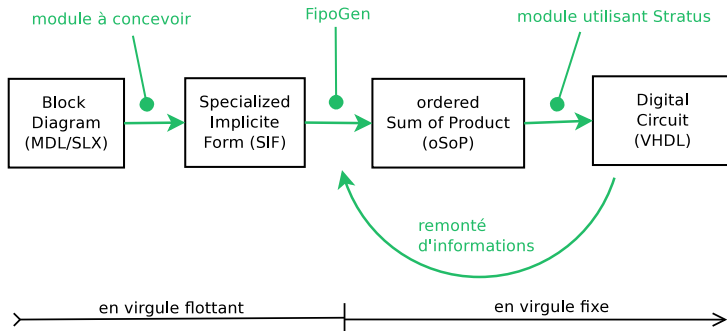 module à concevoir
FipoGen
module utilisant Stratus
Block
Diagram
(MDL/SLX)
Specialized
Implicite
Form (SIF)
ordered
Sum of Product
(oSoP)
Digital
Circuit
(VHDL)
remonté
d'informations
en virgule flottant
en virgule fixe